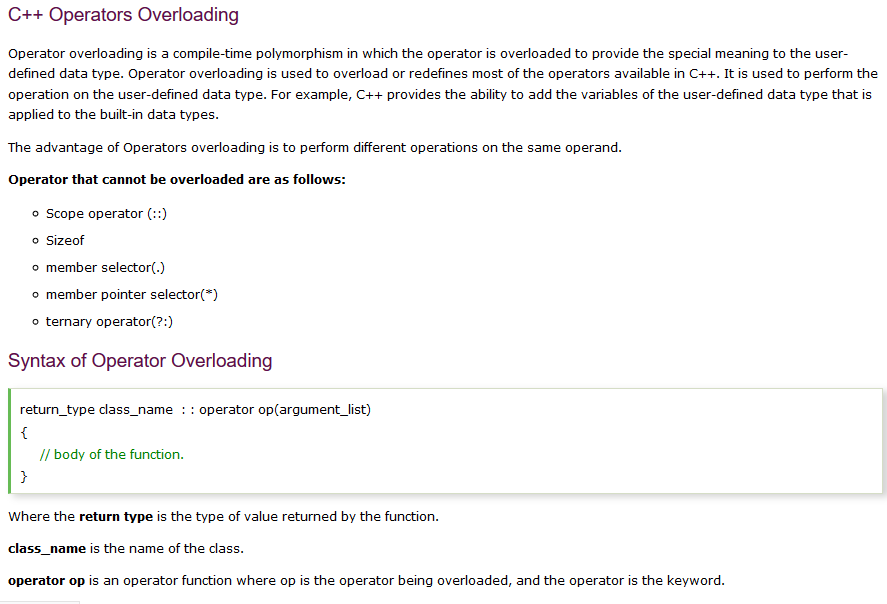 C++ Operators Overloading
Operator overloading is a compile-time polymorphism in which the operator is overloaded to provide the special meaning to the user-
defined data type. Operator overloading is used to overload or redefines most of the operators available in C++. It is used to perform the
operation on the user-defined data type. For example, C++ provides the ability to add the variables of the user-defined data type that is
applied to the built-in data types.
The advantage of Operators overloading is to perform different operations on the same operand.
Operator that cannot be overloaded are as follows:
Scope operator (::)
Sizeof
member selector(.)
member pointer selector(*)
ternary operator(?:)
Syntax of Operator Overloading
return_type class_name  : : operator op(argument_list)
{
// body of the function.
}
Where the return type is the type of value returned by the function.
class_name is the name of the class.
operator op is an operator function where op is the operator being overloaded, and the operator is the keyword.